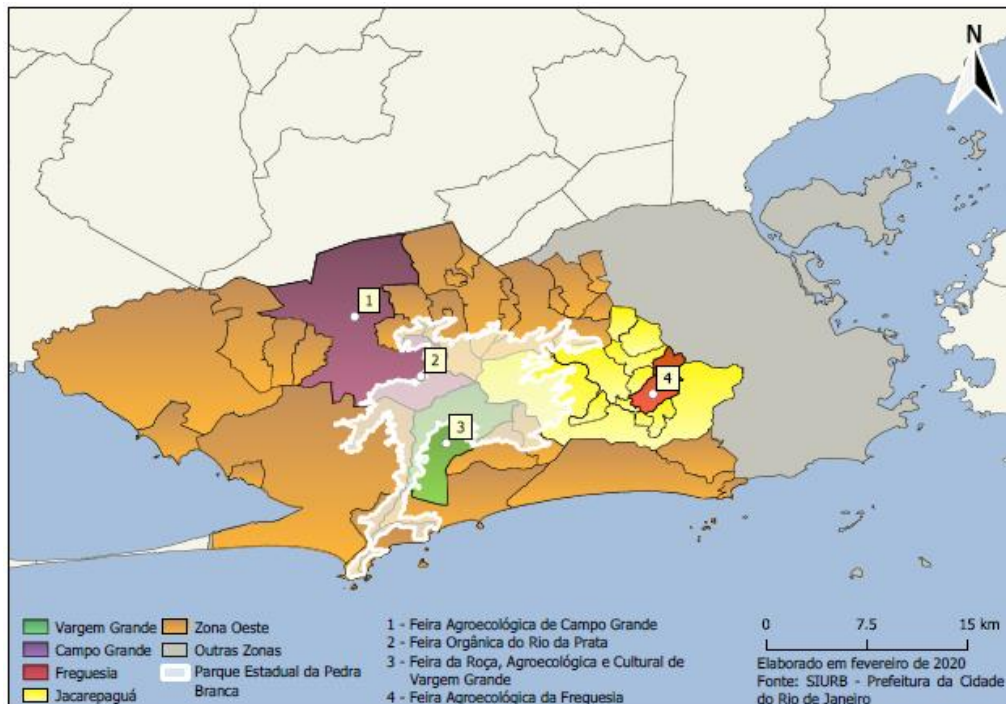 N
1
2
3
4
Vargem Grande
Campo Grande
Freguesia
Jacarepaguá
Zona Oeste
Outras Zonas
Parque Estadual da Pedra
Branca
1 - Feira Agroecológica de Campo Grande
2 - Feira Orgânica do Rio da Prata
3 - Feira da Roça, Agroecológica e Cultural de
Vargem Grande
4 - Feira Agroecológica da Freguesia
0 7.5 15 km
Elaborado em fevereiro de 2020
Fonte: SIURB - Prefeitura da Cidade
do Rio de Janeiro